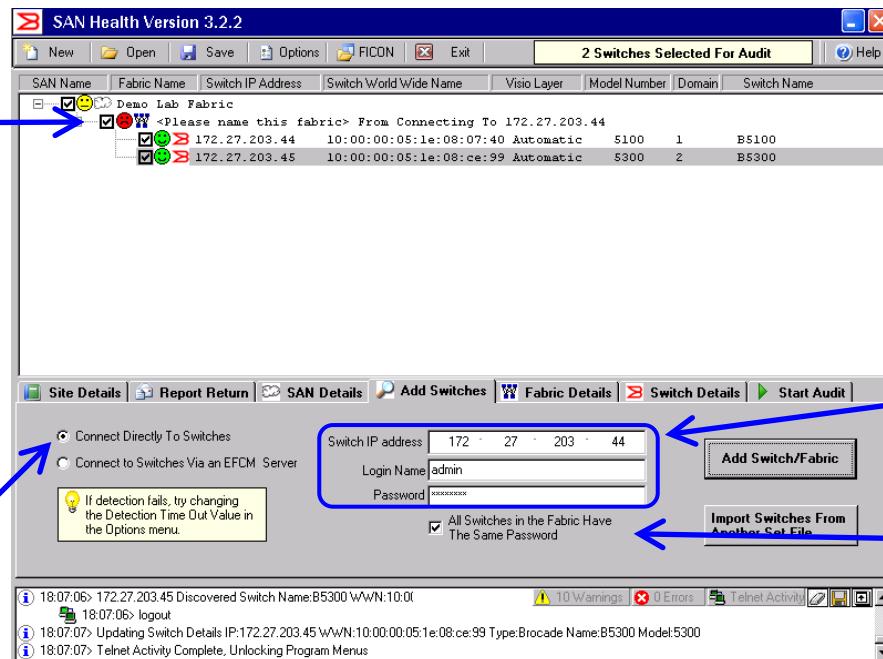 SAN Health Version 3.2.2
New Open Save Options FICON Exit 2 Switches Selected For Audit Help
SAN Name Fabric Name Switch IP Address Switch World Wide Name Visio Layer Model Number Domain Switch Name
Demo Lab Fabric
<Please name this fabric> From Connecting To 172.27.203.44
172.27.203.44 10:00:00:05:1e:08:07:40 Automatic 5100 1 B5100
172.27.203.45 10:00:00:05:1e:08:ce:99 Automatic 5300 2 B5300
Site Details Report Return SAN Details Add Switches Fabric Details Switch Details Start Audit
Connect Directly To Switches
Connect to Switches Via an EFCM Server
If detection fails, try changing
the Detection Time Out Value in
the Options menu.
Switch IP address 172 . 27 . 203 . 44
Login Name admin
Password xxxxxxxx
All Switches in the Fabric Have
The Same Password
Add Switch/Fabric
Import Switches From
Another Set File
18:07:06> 172.27.203.45 Discovered Switch Name:B5300 WWN:10:0(
10 Warnings 0 Errors Telnet Activity
18:07:06> logout
18:07:07> Updating Switch Details IP:172.27.203.45 WWN:10:00:00:05:1e:08:ce:99 Type:Brocade Name:B5300 Model:5300
18:07:07> Telnet Activity Complete, Unlocking Program Menus